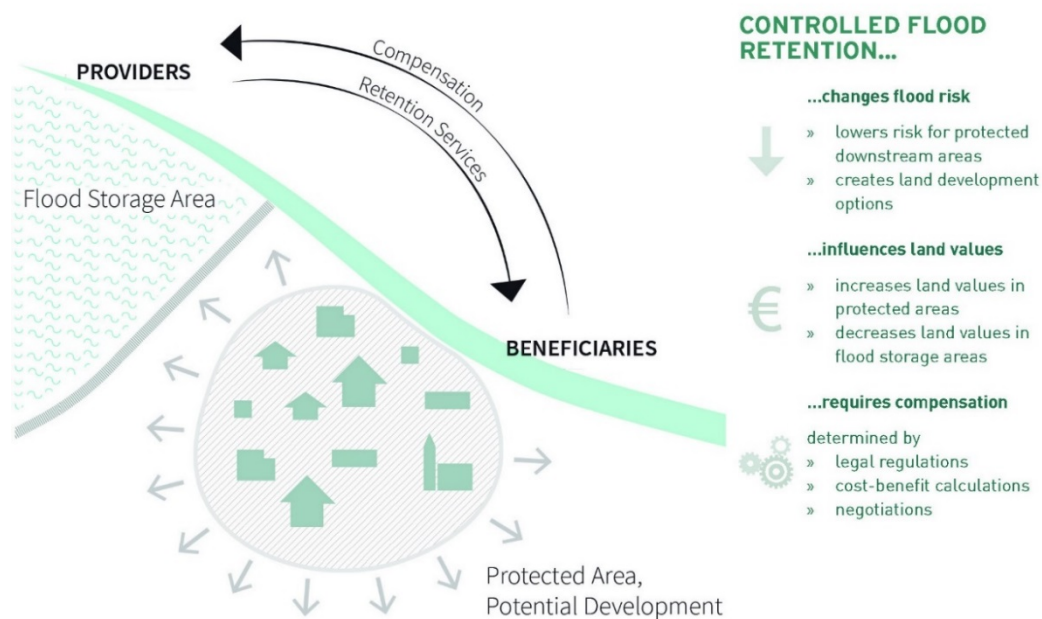 PROVIDERS
Compensation
Retention Services
Flood Storage Area
BENEFICIARIES
Protected Area,
Potential Development
CONTROLLED FLOOD
RETENTION...
...changes flood risk
» lowers risk for protected
downstream areas
» creates land development
options
...influences land values
€
» increases land values in
protected areas
» decreases land values in
flood storage areas
...requires compensation
determined by
» legal regulations
» cost-benefit calculations
» negotiations